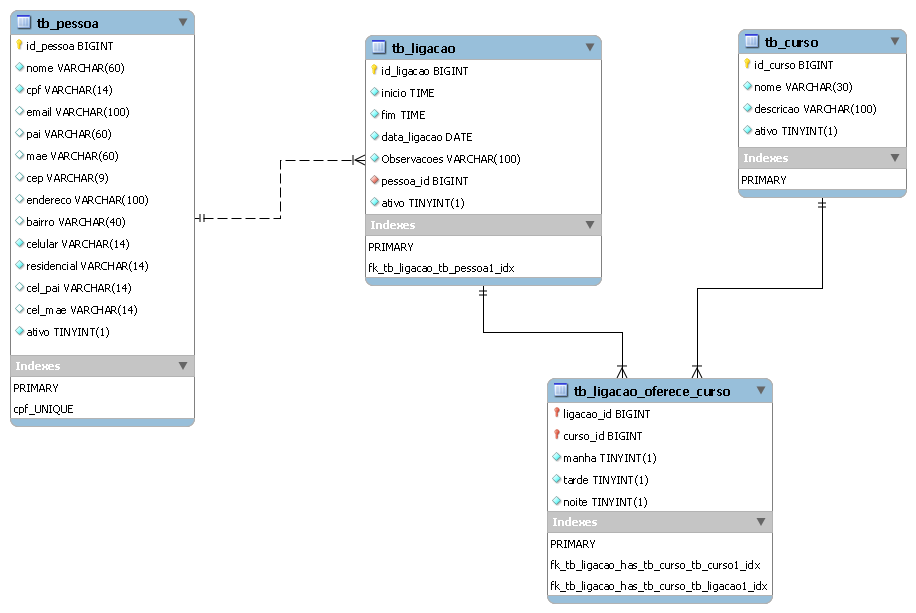 tb_pessoa
id_pessoa BIGINT
nome VARCHAR(60)
cpf VARCHAR(14)
email VARCHAR(100)
pai VARCHAR(60)
mae VARCHAR(60)
cep VARCHAR(9)
endereco VARCHAR(100)
bairro VARCHAR(40)
celular VARCHAR(14)
residencial VARCHAR(14)
cel_pai VARCHAR(14)
cel_mae VARCHAR(14)
ativo TINYINT(1)
Indexes
PRIMARY
cpf_UNIQUE
tb_ligacao
id_ligacao BIGINT
inicio TIME
fim TIME
data_ligacao DATE
Observacoes VARCHAR(100)
pessoa_id BIGINT
ativo TINYINT(1)
Indexes
PRIMARY
fk_tb_ligacao_tb_pessoa1_idx
tb_curso
id_curso BIGINT
nome VARCHAR(30)
descricao VARCHAR(100)
ativo TINYINT(1)
Indexes
PRIMARY
tb_ligacao_oferece_curso
ligacao_id BIGINT
curso_id BIGINT
manha TINYINT(1)
tarde TINYINT(1)
noite TINYINT(1)
Indexes
PRIMARY
fk_tb_ligacao_has_tb_curso_tb_curso1_idx
fk_tb_ligacao_has_tb_curso_tb_ligacao1_idx